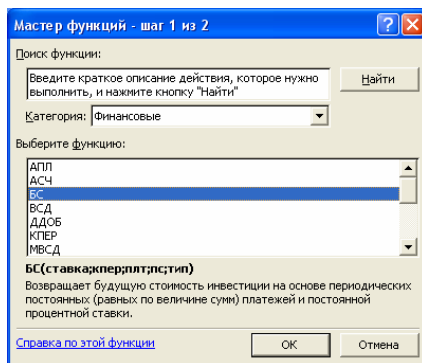 Мастер функций - шаг 1 из 2
Поиск функции:
Введите краткое описание действия, которое нужно
выполнить, и нажмите кнопку "Найти"
Найти
Категория: Финансовые
Выберите функцию:
АПЛ
АСЧ
БС
ВСД
ДДОБ
КПЕР
МВСД
БС(ставка;кпер;плт;пс;тип)
Возвращает будущую стоимость инвестиции на основе периодических
постоянных (равных по величине сумм) платежей и постоянной
процентной ставки.
Справка по этой функции
ОК
Отмена